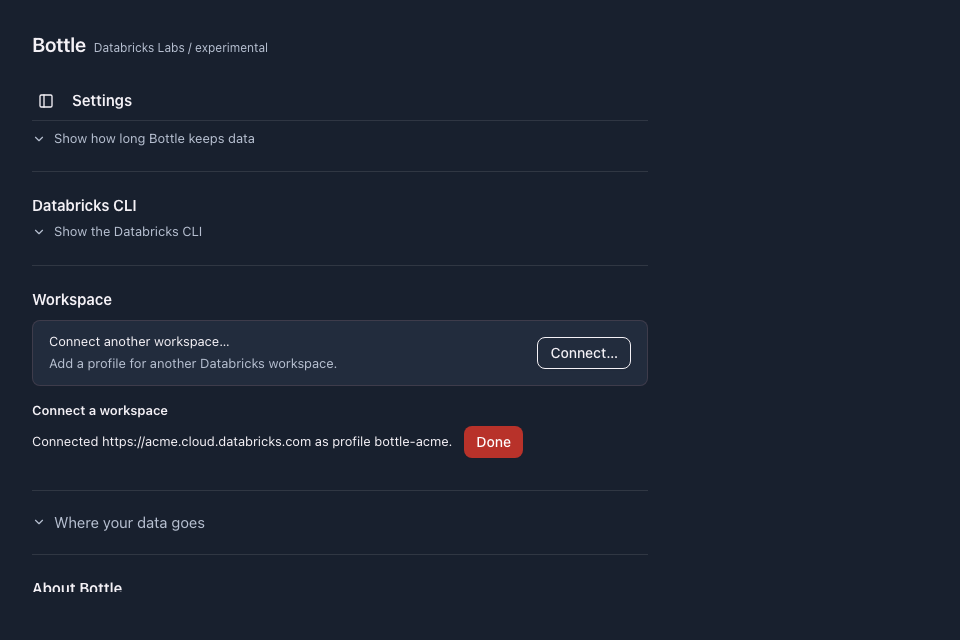 Bottle Databricks Labs / experimental
Settings
Show how long Bottle keeps data
Databricks CLI
Show the Databricks CLI
Workspace
Connect another workspace...
Add a profile for another Databricks workspace.
Connect...
Connect a workspace
Connected https://acme.cloud.databricks.com as profile bottle-acme. Done
Where your data goes
About Bottle